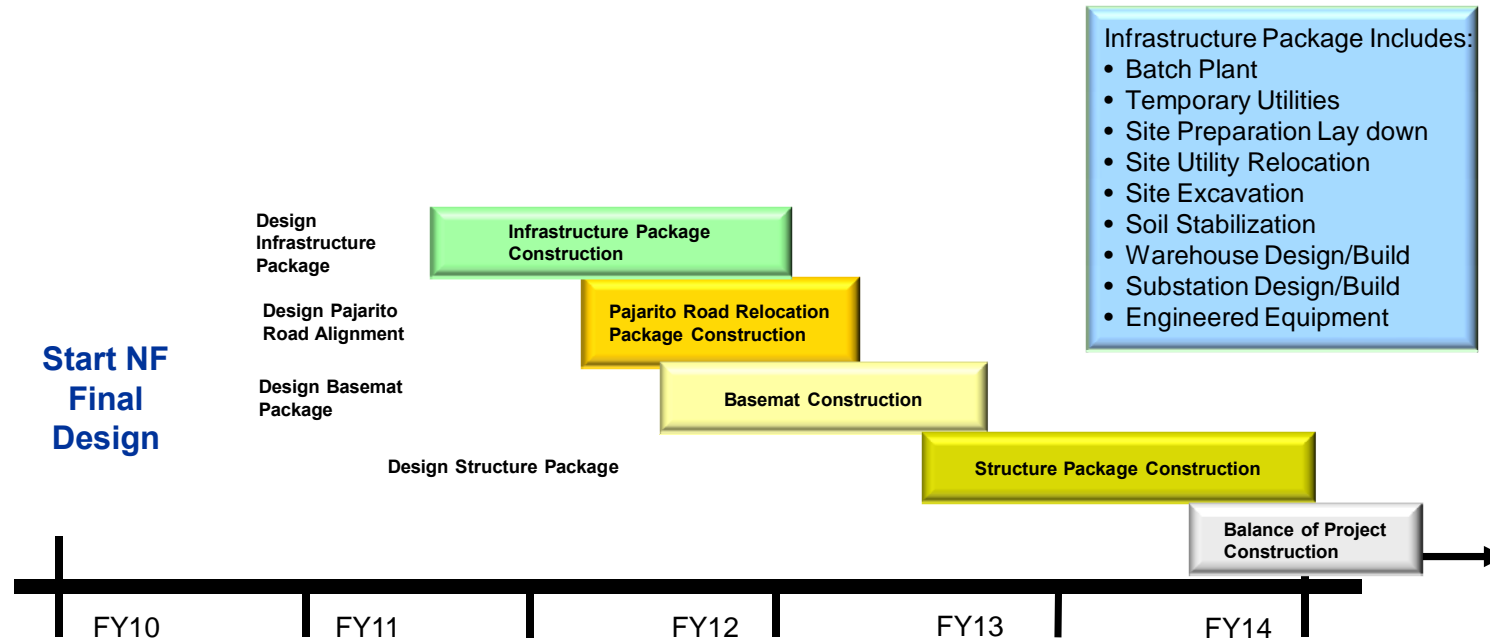 Infrastructure Package Includes:
• Batch Plant
• Temporary Utilities
• Site Preparation Lay down
• Site Utility Relocation
• Site Excavation
• Soil Stabilization
• Warehouse Design/Build
• Substation Design/Build
• Engineered Equipment
Design
Infrastructure
Package
Infrastructure Package
Construction
Design Pajarito
Road Alignment
Pajarito Road Relocation
Package Construction
Start NF
Final
Design
Design Basemat
Package
Basemat Construction
Design Structure Package
Structure Package Construction
Balance of Project
Construction
FY10
FY11
FY12
FY13
FY14